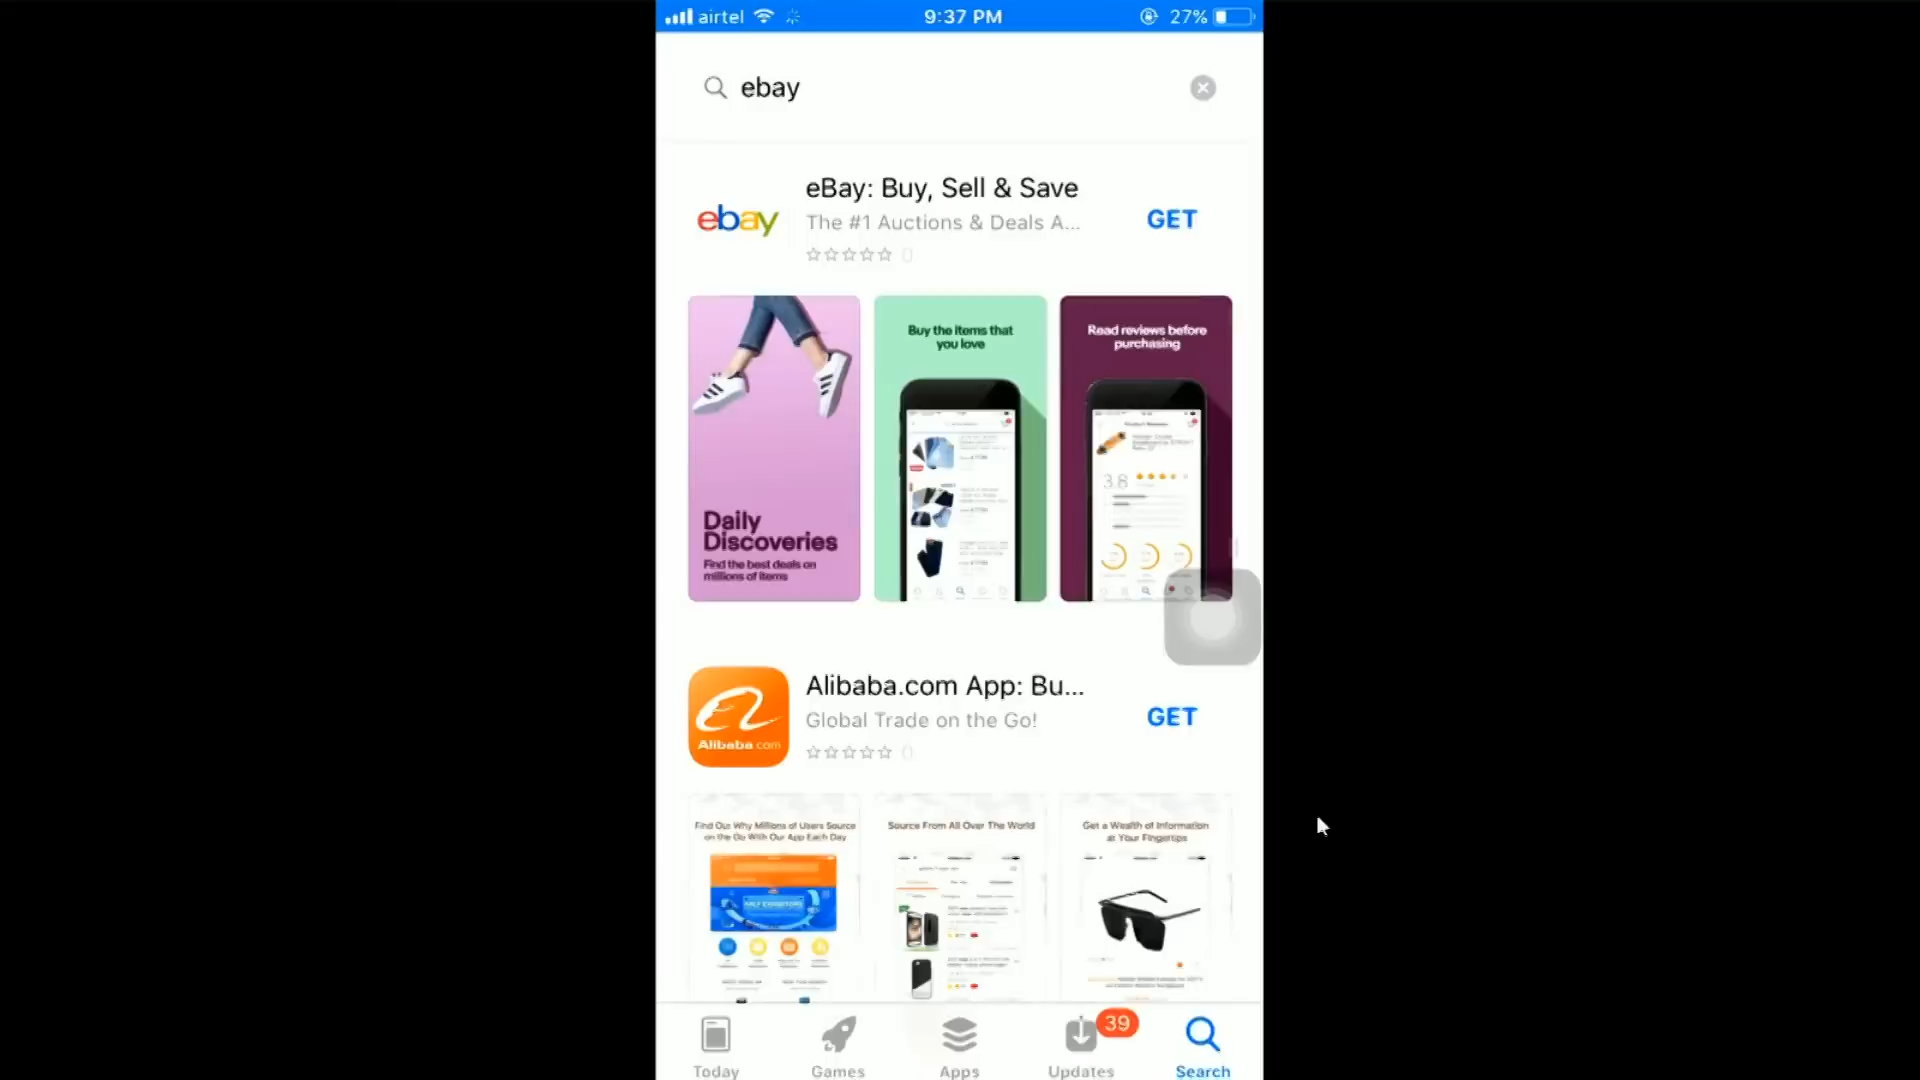 airtel
9:37 PM
27%
ebay
ebay
eBay: Buy, Sell & Save
The #1 Auctions & Deals A...
GET
Daily
Discoveries
Find the best deals on
millions of items
Buy the items that
you love
Read reviews before
purchasing
3.8
Alibaba.com
Alibaba.com App: Bu...
Global Trade on the Go!
GET
Find Out Why Millions of Users Source
on the Go With Our App Each Day
Source From All Over The World
Get a Wealth of Information
at Your Fingertips
Today
Games
Apps
39
Updates
Search